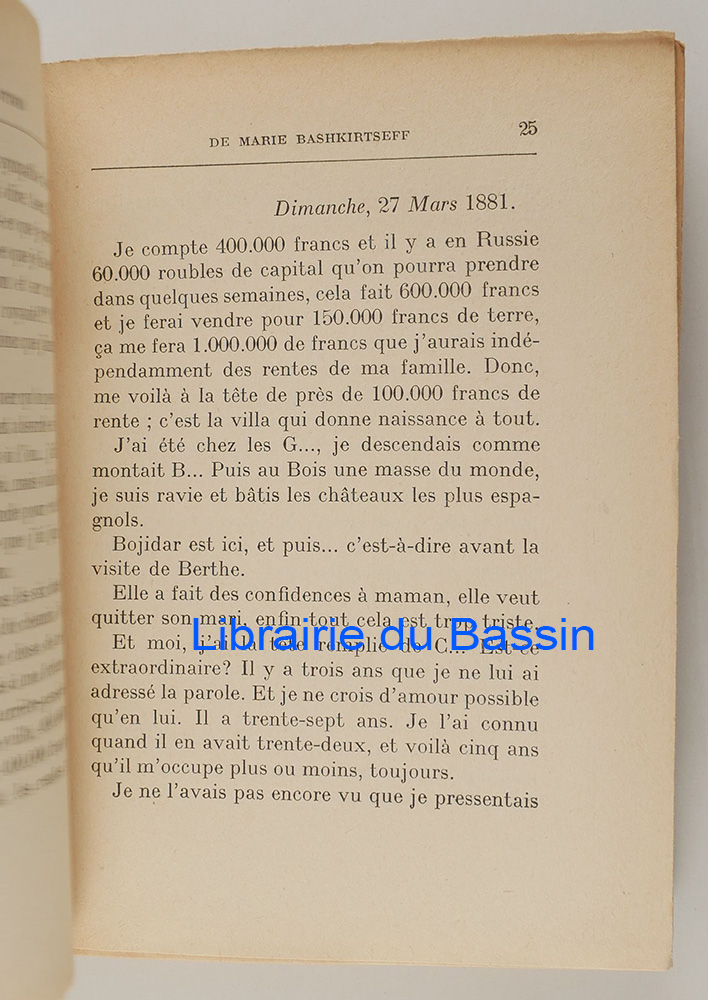 DE MARIE BASHKIRTSEFF 25
Dimanche, 27 Mars 1881.
Je compte 400.000 francs et il y a en Russie
60.000 roubles de capital qu'on pourra prendre
dans quelques semaines, cela fait 600.000 francs
et je ferai vendre pour 150.000 francs de terre,
ça me fera 1.000.000 de francs que j'aurais indé-
pendamment des rentes de ma famille. Donc,
me voilà à la tête de près de 100.000 francs de
rente ; c'est la villa qui donne naissance à tout.
J'ai été chez les G..., je descendais comme
montait B... Puis au Bois une masse du monde,
je suis ravie et bâtis les châteaux les plus espa-
gnols.
Bojidar est ici, et puis... c'est-à-dire avant la
visite de Berthe.
Elle a fait des confidences à maman, elle veut
quitter son mari, enfin tout cela est trop triste.
Librairie du Bassin
Et moi, j'ai la tête remplie de C... Est-ce
extraordinaire? Il y a trois ans que je ne lui ai
adressé la parole. Et je ne crois d'amour possible
qu'en lui. Il a trente-sept ans. Je l'ai connu
quand il en avait trente-deux, et voilà cinq ans
qu'il m'occupe plus ou moins, toujours.
Je ne l'avais pas encore vu que je pressentais